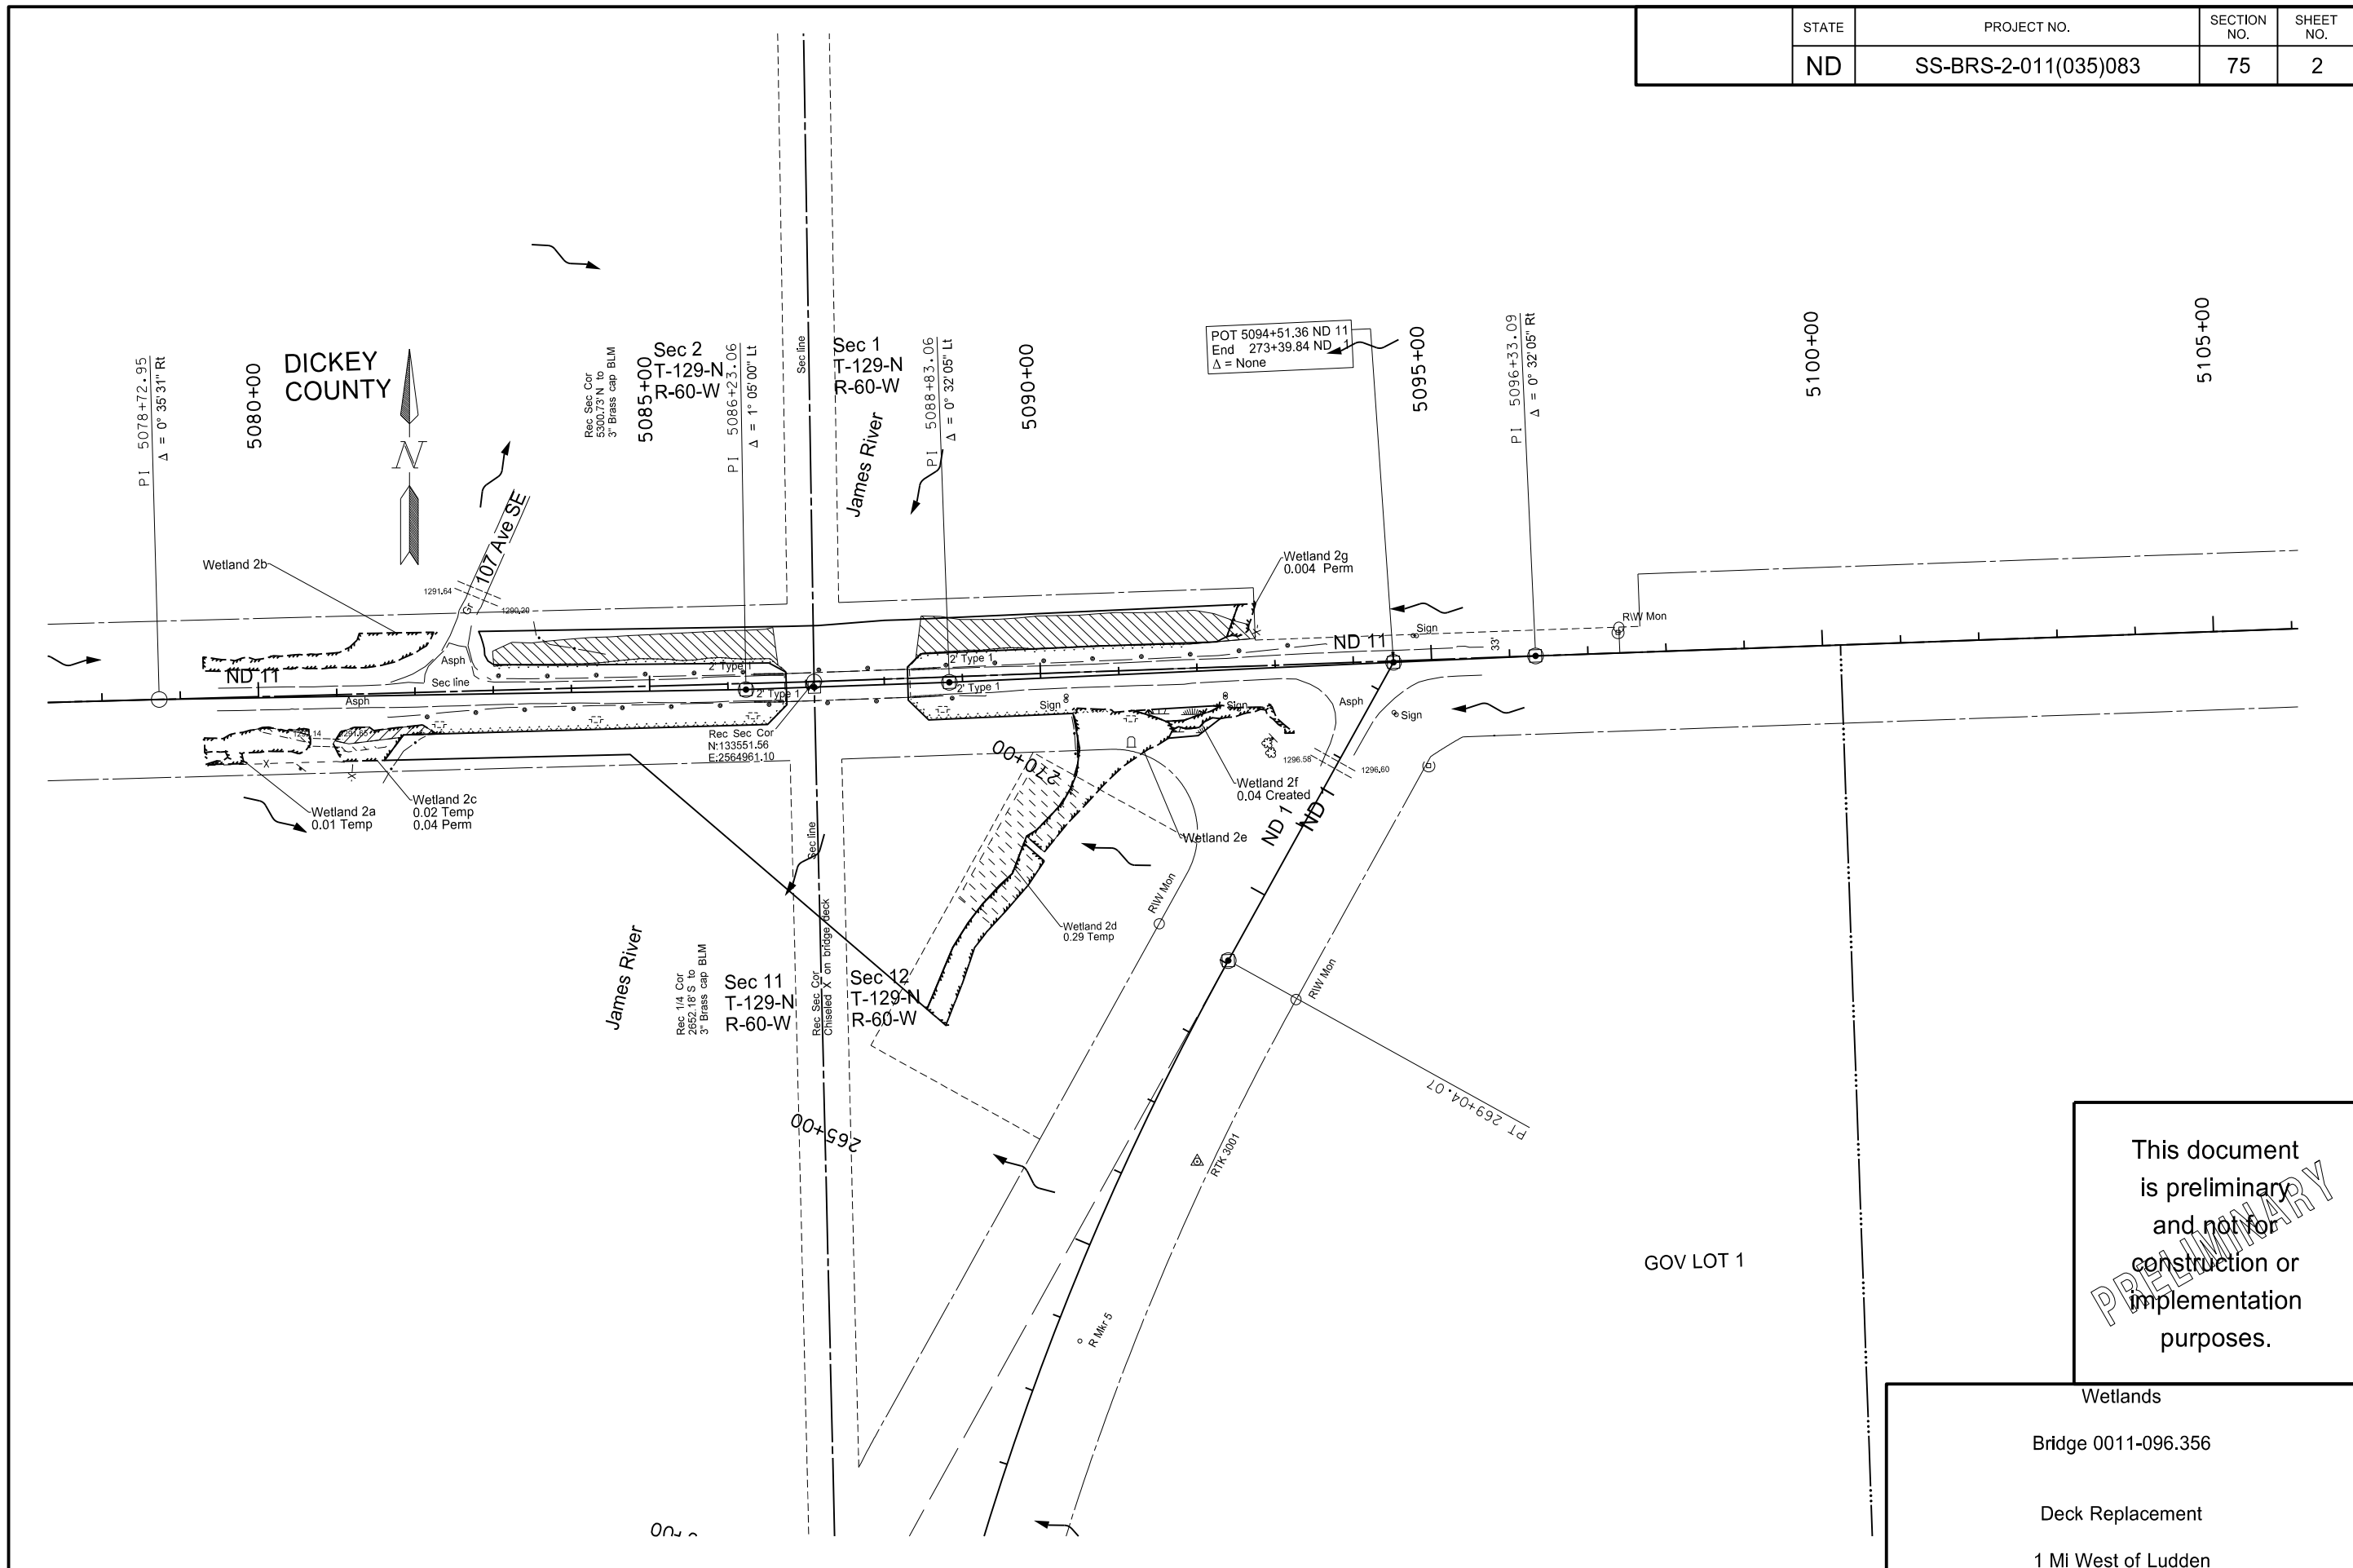 STATE
PROJECT NO.
SECTION NO.
SHEET NO.
ND
SS-BRS-2-011(035)083
75
2
PI 5078+72.95
Δ = 0° 35' 31" Rt
5080+00
DICKEY
COUNTY
N
Rec Sec Cor
5300.73' N to
3" Brass cap BLM
5085+00
Sec 2
T-129-N
R-60-W
PI 5086+23.06
Δ = 1° 05' 00" Lt
Sec line
Sec 1
T-129-N
R-60-W
James River
PI 5088+83.06
Δ = 0° 32' 05" Lt
5090+00
POT 5094+51.36 ND 11
End 273+39.84 ND 1
Δ = None
5095+00
PI 5096+33.09
Δ = 0° 32' 05" Rt
5100+00
5105+00
Wetland 2b
107 Ave SE
1291.64
1290.20
Gr
Wetland 2g
0.004 Perm
R\W Mon
Sign
33'
ND 11
ND 11
Asph
Sec line
Asph
2' Type 1
2' Type 1
2' Type 1
2' Type 1
Sign
Sign
Asph
Sign
Rec Sec Cor
N:133551.56
E:2564961.10
270+00
1296.58
1296.60
Wetland 2a
0.01 Temp
Wetland 2c
0.02 Temp
0.04 Perm
Wetland 2f
0.04 Created
Wetland 2e
ND 1
ND 1
Sec line
R\W Mon
Wetland 2d
0.29 Temp
James River
Rec 1/4 Cor
2652.18' S to
3" Brass cap BLM
Sec 11
T-129-N
R-60-W
Rec Sec Cor
Chiseled X on bridge deck
Sec 12
T-129-N
R-60-W
R\W Mon
PT 269+04.07
265+00
RTK 3001
R Mkr 5
GOV LOT 1
This document
is preliminary
and not for
construction or
implementation
purposes.
PRELIMINARY
Wetlands
Bridge 0011-096.356
Deck Replacement
1 Mi West of Ludden